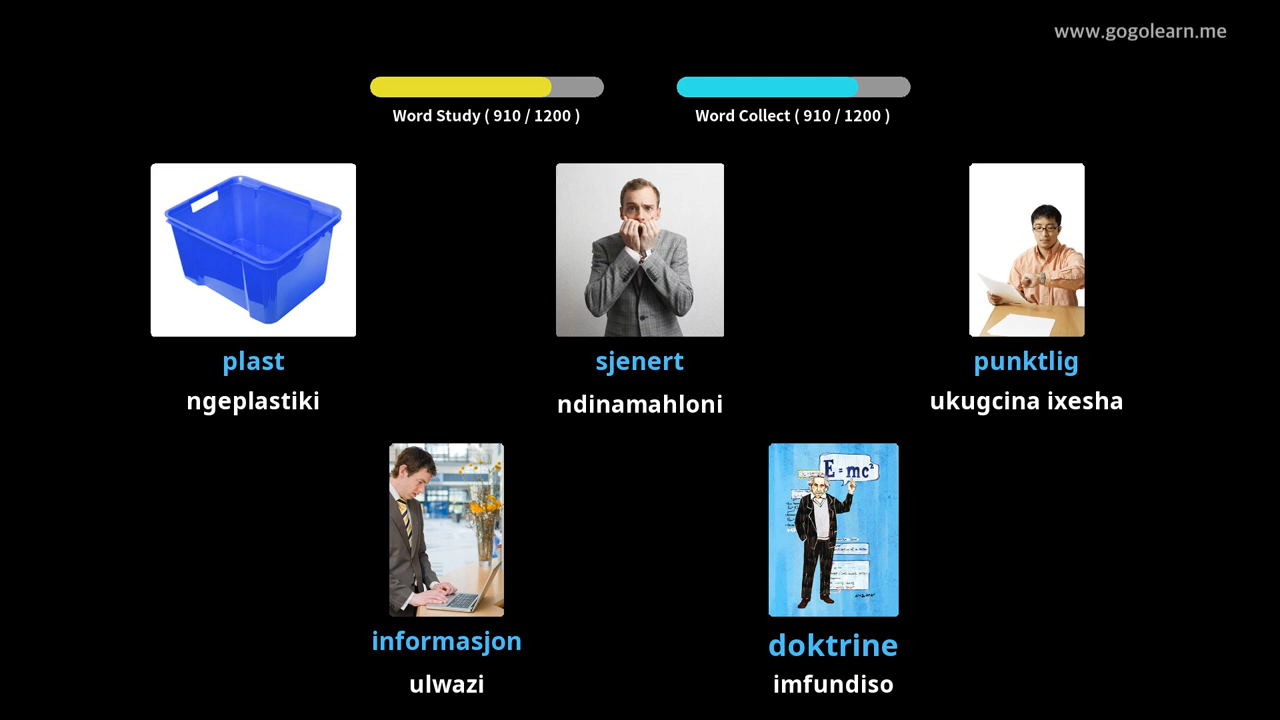 www.gogolearn.me
Word Study ( 910 / 1200 )
Word Collect ( 910 / 1200 )
plast
sjenert
punktlig
ngeplastiki
ndinamahloni
ukugcina ixesha
E=mc²
informasjon
doktrine
ulwazi
imfundiso